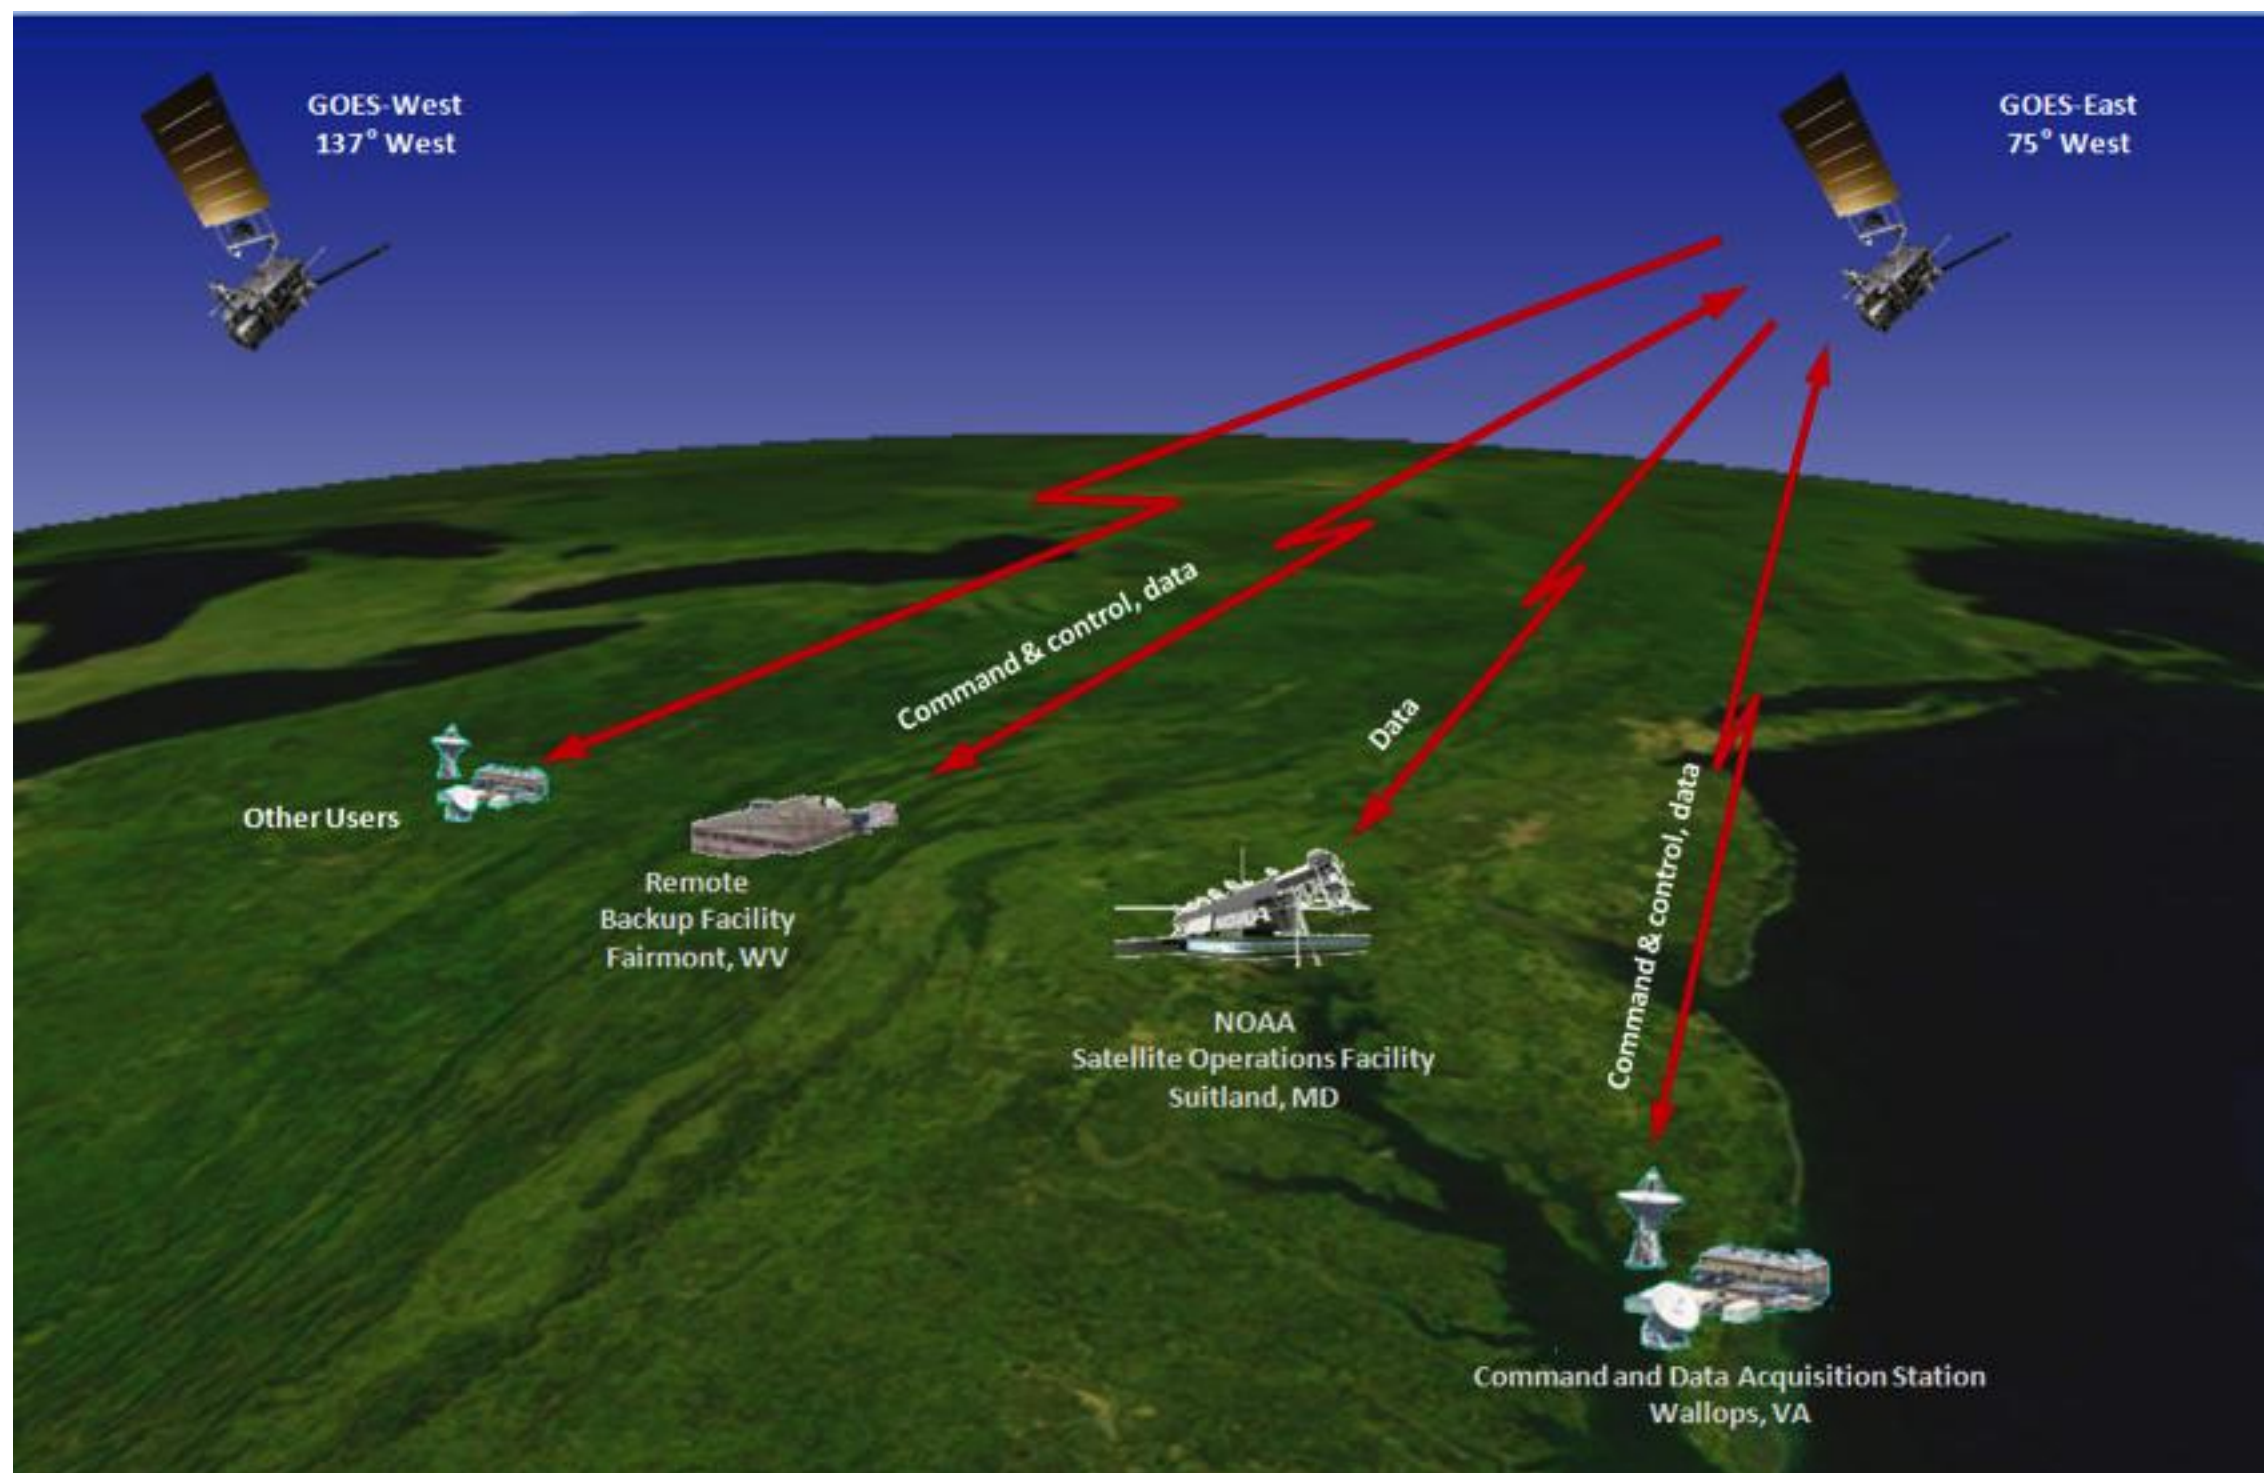 GOES-West
137° West
GOES-East
75° West
Command & control, data
Data
Command & control, data
Other Users
Remote
Backup Facility
Fairmont, WV
NOAA
Satellite Operations Facility
Suitland, MD
Command and Data Acquisition Station
Wallops, VA